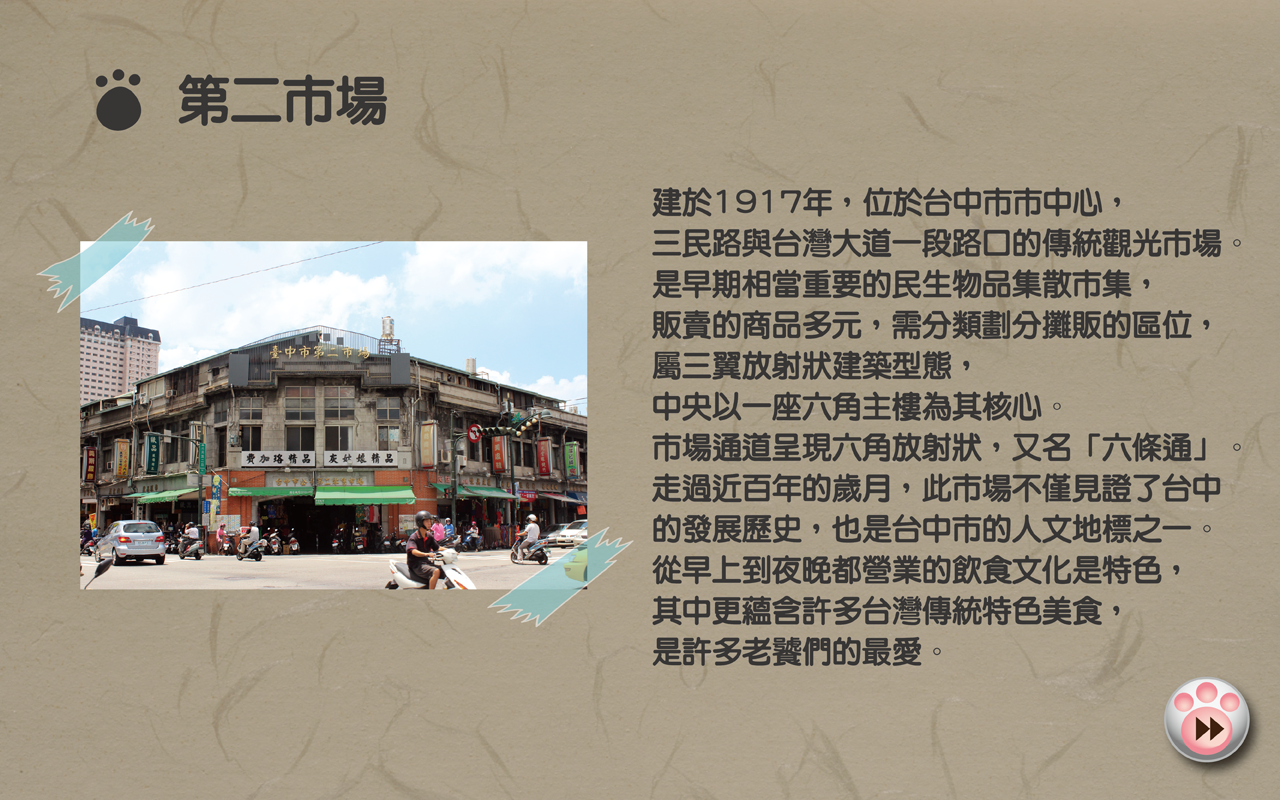 第二市場
建於1917年，位於台中市市中心，
三民路與台灣大道一段路口的傳統觀光市場。
是早期相當重要的民生物品集散市集，
販賣的商品多元，需分類劃分攤販的區位，
屬三翼放射狀建築型態，
中央以一座六角主樓為其核心。
市場通道呈現六角放射狀，又名「六條通」。
走過近百年的歲月，此市場不僅見證了台中
的發展歷史，也是台中市的人文地標之一。
從早上到夜晚都營業的飲食文化是特色，
其中更蘊含許多台灣傳統特色美食，
是許多老饕們的最愛。
臺中市第二市場
費加洛精品